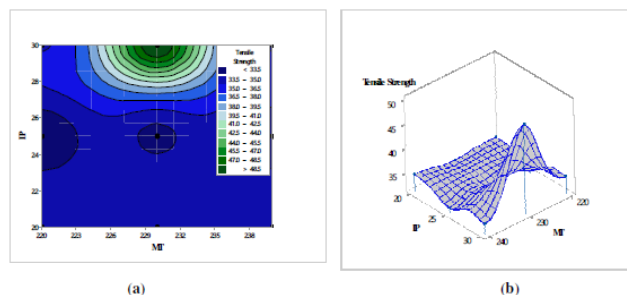 Tensile
Strength
< 33.5
33.5 – 35.0
35.0 – 36.5
36.5 – 38.0
38.0 – 39.5
39.5 – 41.0
41.0 – 42.5
42.5 – 44.0
44.0 – 45.5
45.5 – 47.0
47.0 – 48.5
> 48.5
30
28
26
24
22
20
IP
220
223
226
229
232
235
238
MT
(a)
Tensile Strength
50
45
40
35
20
25
30
IP
240
230
220
MT
(b)